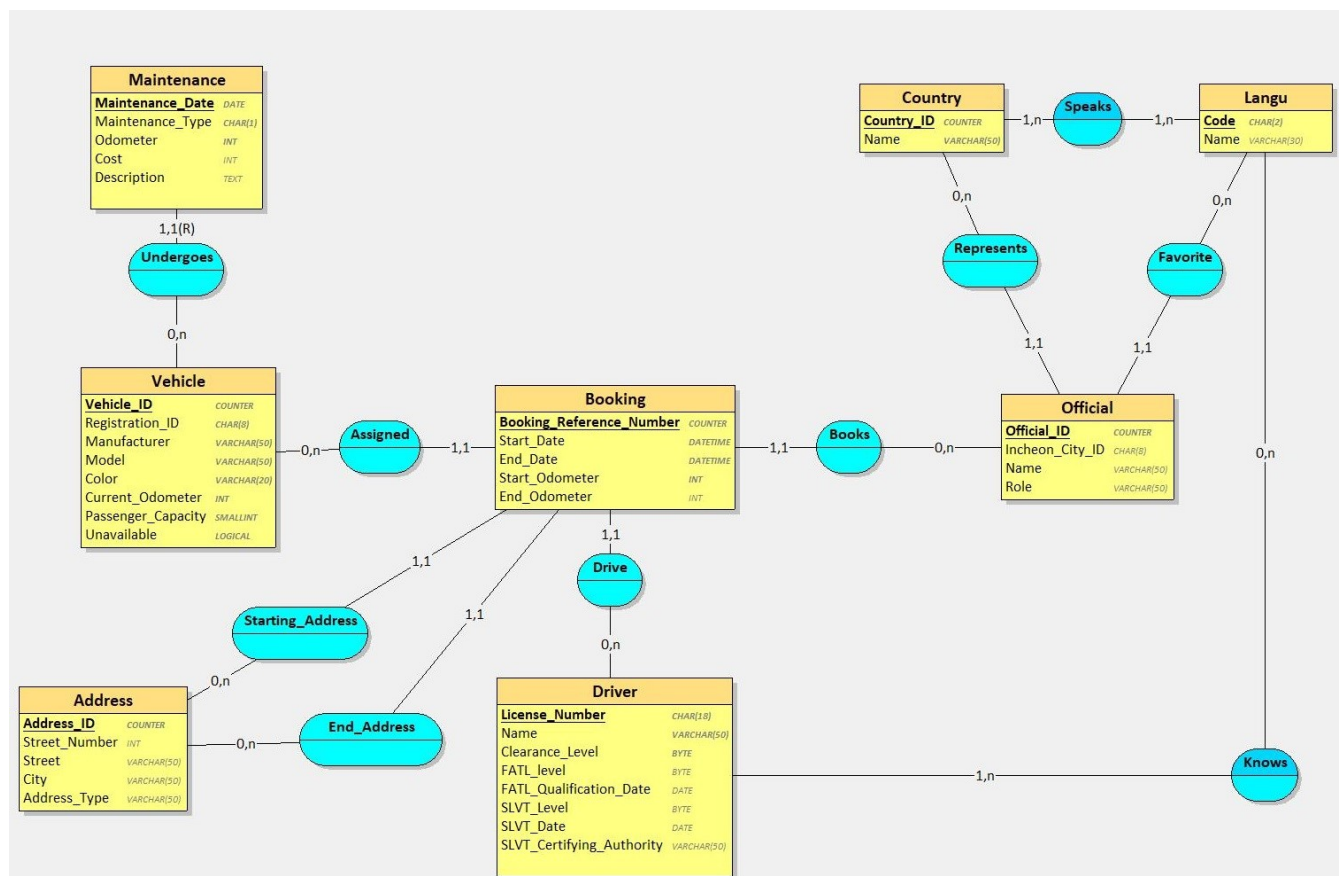 Maintenance
Maintenance_Date DATE
Maintenance_Type CHAR(1)
Odometer INT
Cost INT
Description TEXT
1,1(R)
Undergoes
0,n
Vehicle
Vehicle_ID COUNTER
Registration_ID CHAR(8)
Manufacturer VARCHAR(50)
Model VARCHAR(50)
Color VARCHAR(20)
Current_Odometer INT
Passenger_Capacity SMALLINT
Unavailable LOGICAL
0,n
Assigned
1,1
Booking
Booking_Reference_Number COUNTER
Start_Date DATETIME
End_Date DATETIME
Start_Odometer INT
End_Odometer INT
1,1
Books
0,n
Country
Country_ID COUNTER
Name VARCHAR(50)
1,n
Speaks
1,n
Langu
Code CHAR(2)
Name VARCHAR(30)
0,n
Represents
1,1
0,n
Favorite
1,1
Official
Official_ID COUNTER
Incheon_City_ID CHAR(8)
Name VARCHAR(50)
Role VARCHAR(50)
0,n
1,1
Starting_Address
0,n
1,1
End_Address
0,n
Address
Address_ID COUNTER
Street_Number INT
Street VARCHAR(50)
City VARCHAR(50)
Address_Type VARCHAR(50)
1,1
Drive
0,n
Driver
License_Number CHAR(18)
Name VARCHAR(50)
Clearance_Level BYTE
FATL_level BYTE
FATL_Qualification_Date DATE
SLVT_Level BYTE
SLVT_Date DATE
SLVT_Certifying_Authority VARCHAR(50)
1,n
Knows